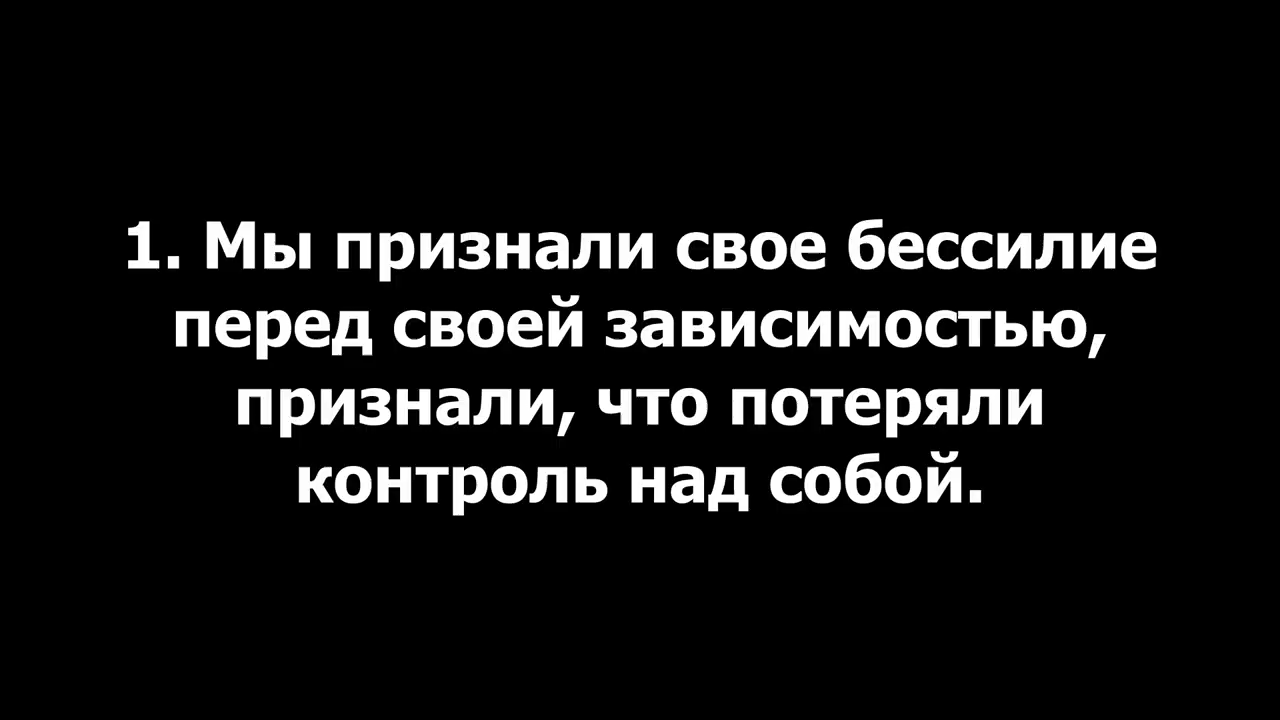 1. Мы признали свое бессилие
перед своей зависимостью,
признали, что потеряли
контроль над собой.